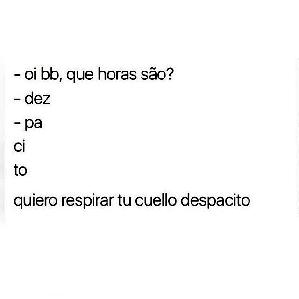 - oi bb, que horas são?
- dez
- pa
ci
to
quiero respirar tu cuello despacito